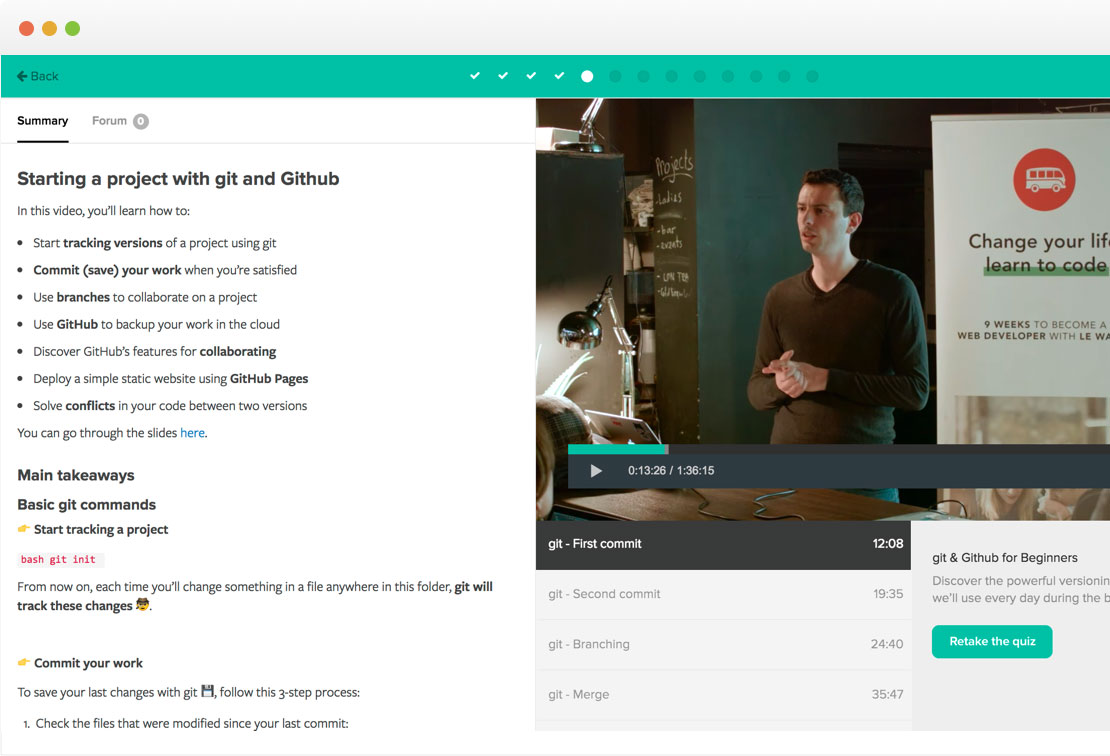 Back
Summary
Forum 0
Starting a project with git and Github
In this video, you'll learn how to:
Start tracking versions of a project using git
Commit (save) your work when you're satisfied
Use branches to collaborate on a project
Use GitHub to backup your work in the cloud
Discover GitHub's features for collaborating
Deploy a simple static website using GitHub Pages
Solve conflicts in your code between two versions
You can go through the slides here.
Main takeaways
Basic git commands
👉 Start tracking a project
bash git init
From now on, each time you'll change something in a file anywhere in this folder, git will
track these changes
👉 Commit your work
To save your last changes with git 💾, follow this 3-step process:
1. Check the files that were modified since your last commit:
Projects
- Ladies
- bar
- events
Change your life
learn to code
9 WEEKS TO BECOME A
WEB DEVELOPER WITH LE WA
0:13:26 / 1:36:15
git - First commit 12:08
git - Second commit 19:35
git - Branching 24:40
git - Merge 35:47
git & Github for Beginners
Discover the powerful versionin
we'll use every day during the b
Retake the quiz